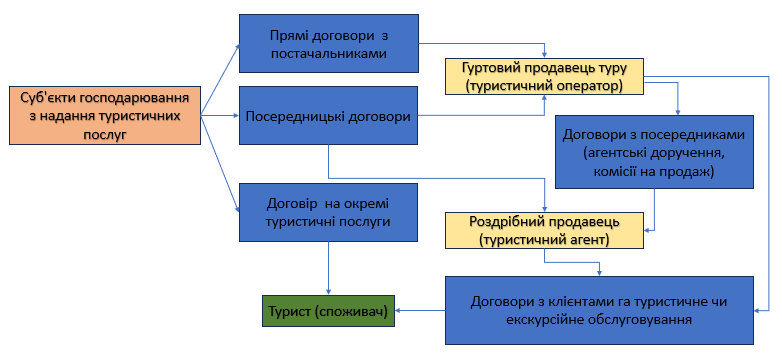 Прямі договори з
постачальниками
Гуртовий продавець туру
(туристичний оператор)
Суб'єкти господарювання
з надання туристичних
послуг
Посередницькі договори
Договори з посередниками
(агентські доручення,
комісії на продаж)
Договір на окремі
туристичні послуги
Роздрібний продавець
(туристичний агент)
Турист (споживач)
Договори з клієнтами га туристичне чи
екскурсійне обслуговування